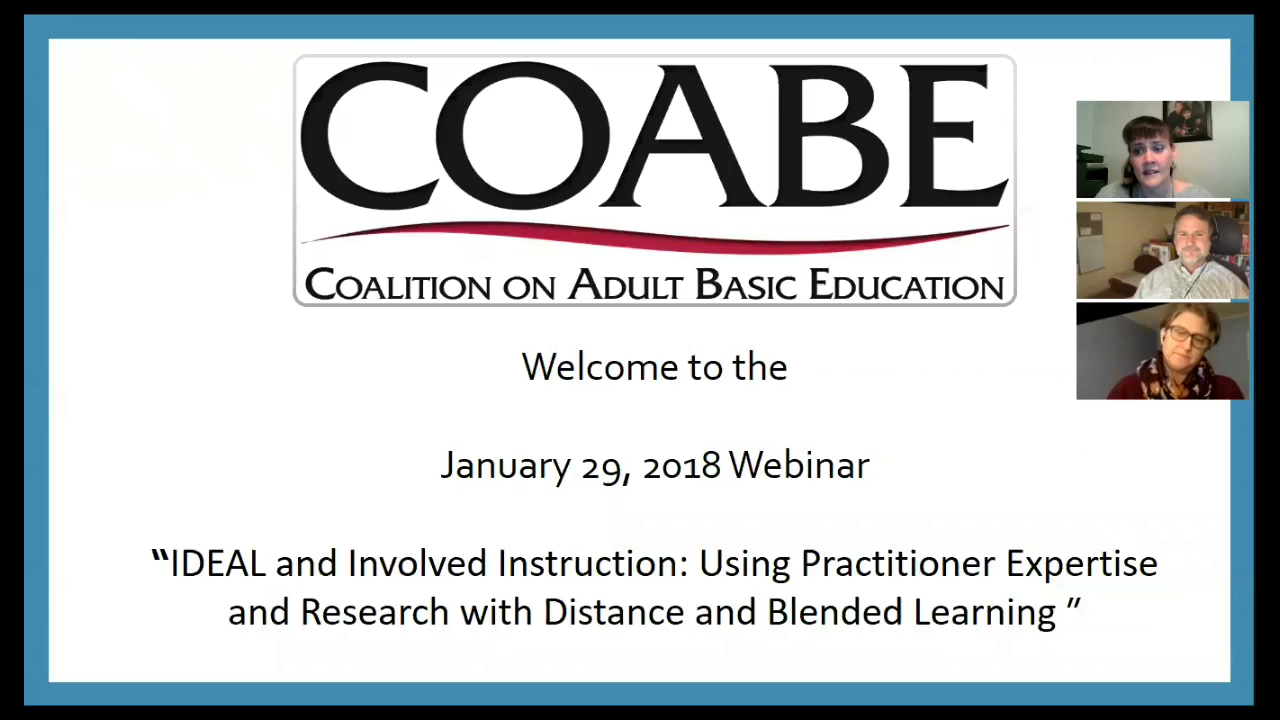 COABE
COALITION ON ADULT BASIC EDUCATION
Welcome to the
January 29, 2018 Webinar
“IDEAL and Involved Instruction: Using Practitioner Expertise
and Research with Distance and Blended Learning ”